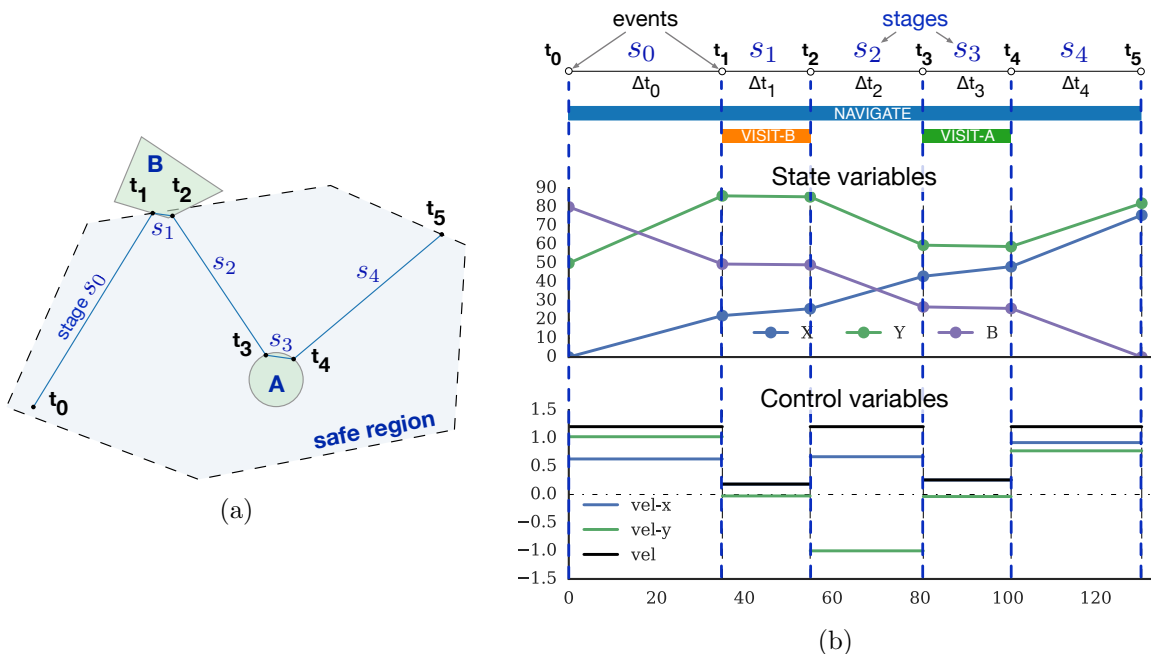 B
t1 t2
s1
t5
s2
s4
stage s0
t3 s3 t4
A
t0
safe region
(a)
events
stages
t0 s0 t1 s1 t2 s2 t3 s3 t4 s4 t5
Δt0 Δt1 Δt2 Δt3 Δt4
NAVIGATE
VISIT-B VISIT-A
State variables
90
80
70
60
50
40
30
20
10
0
X Y B
Control variables
1.5
1.0
0.5
0.0
−0.5
−1.0
−1.5
vel-x
vel-y
vel
0 20 40 60 80 100 120
(b)